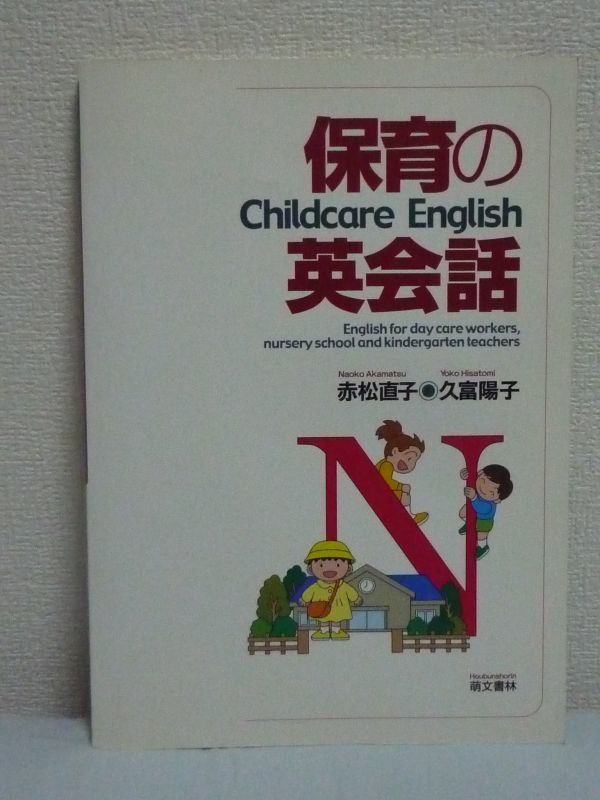 保育の
Childcare English
英会話
English for day care workers,
nursery school and kindergarten teachers
Naoko Akamatsu Yoko Hisatomi
赤松直子◉久富陽子
N
Houbunshorin
萌文書林